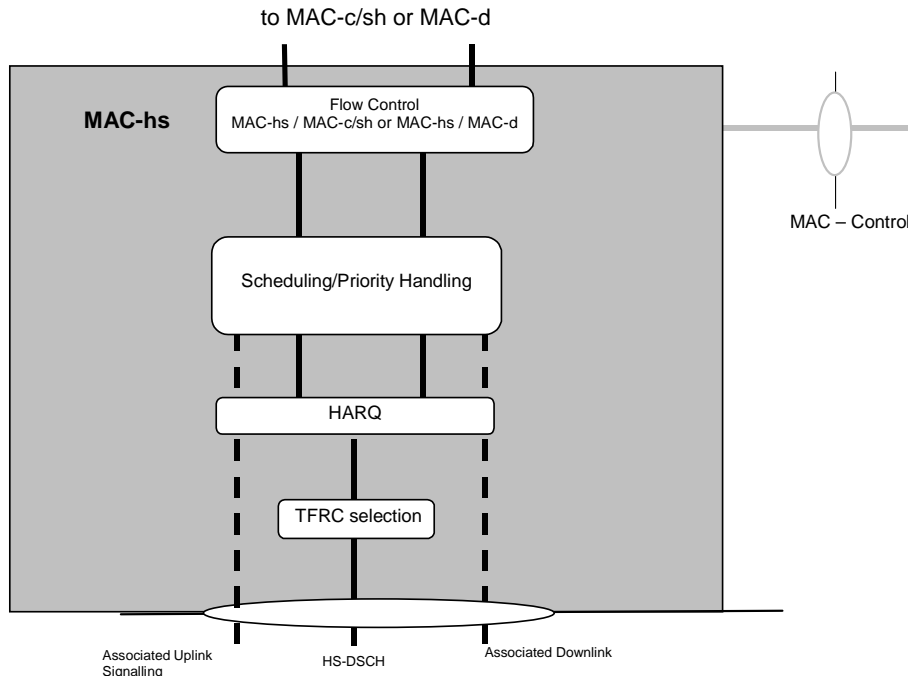 to MAC-c/sh or MAC-d
MAC-hs
Flow Control
MAC-hs / MAC-c/sh or MAC-hs / MAC-d
MAC – Control
Scheduling/Priority Handling
HARQ
TFRC selection
Associated Uplink
Signalling
HS-DSCH
Associated Downlink